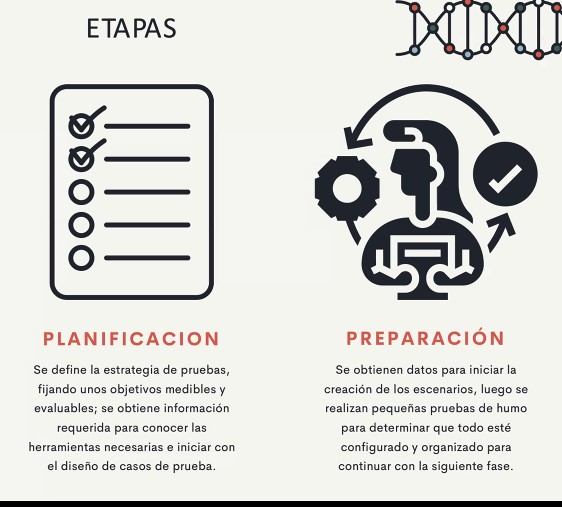 ETAPAS
PLANIFICACION
Se define la estrategia de pruebas,
fijando unos objetivos medibles y
evaluables; se obtiene información
requerida para conocer las
herramientas necesarias e iniciar con
el diseño de casos de prueba.
PREPARACIÓN
Se obtienen datos para iniciar la
creación de los escenarios, luego se
realizan pequeñas pruebas de humo
para determinar que todo esté
configurado y organizado para
continuar con la siguiente fase.